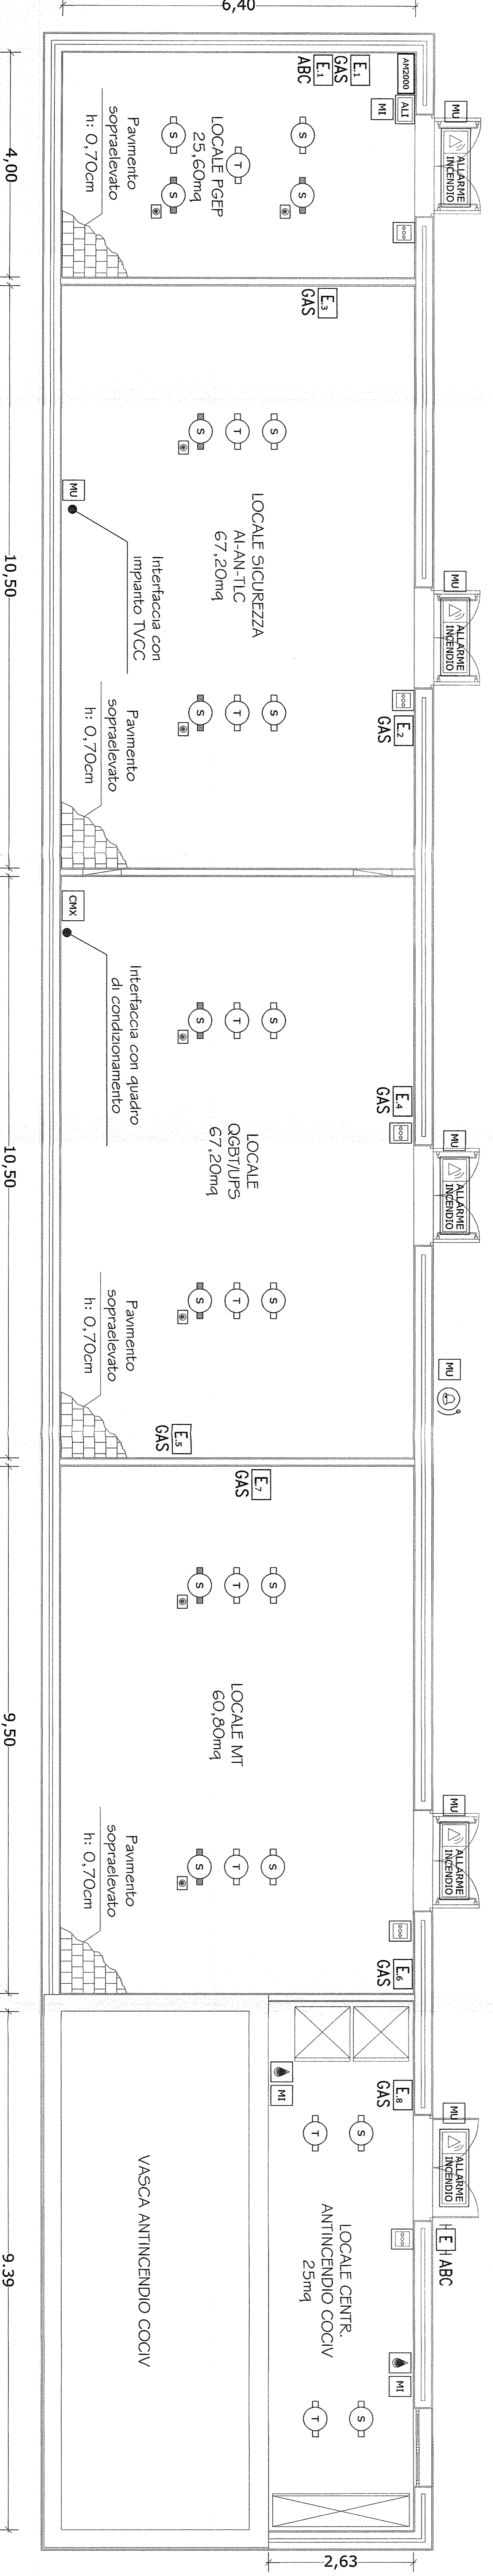 6,40
4,00
10,50
10,50
9,50
9.39
2,63
AM2000
ALI
MI
E.1
GAS
E.1
ABC
MU
ALLARME
INCENDIO
S
S
T
S
S
LOCALE PGEP
25,60mq
Pavimento
sopraelevato
h: 0,70cm
E.3
GAS
S
T
S
MU
Interfaccia con
impianto TVCC
LOCALE SICUREZZA
AI-AN-TLC
67,20mq
MU
ALLARME
INCENDIO
E.2
GAS
S
T
S
Pavimento
sopraelevato
h: 0,70cm
CMX
Interfaccia con quadro
di condizionamento
S
T
S
E.4
GAS
LOCALE
QGBT/UPS
67,20mq
MU
ALLARME
INCENDIO
S
T
S
Pavimento
sopraelevato
h: 0,70cm
MU
E.5
GAS
E.7
GAS
S
T
S
LOCALE MT
60,80mq
MU
ALLARME
INCENDIO
S
T
S
Pavimento
sopraelevato
h: 0,70cm
E.6
GAS
MI
E.8
GAS
S
T
MU
ALLARME
INCENDIO
E
ABC
LOCALE CENTR.
ANTINCENDIO COCIV
25mq
VASCA ANTINCENDIO COCIV
MI
S
T